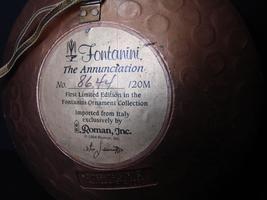 Fontanini
The Annunciation
No. 8644 /20M
First Limited Edition in the
Fontanini Ornament Collection
Imported from Italy
exclusively by
Roman, Inc.